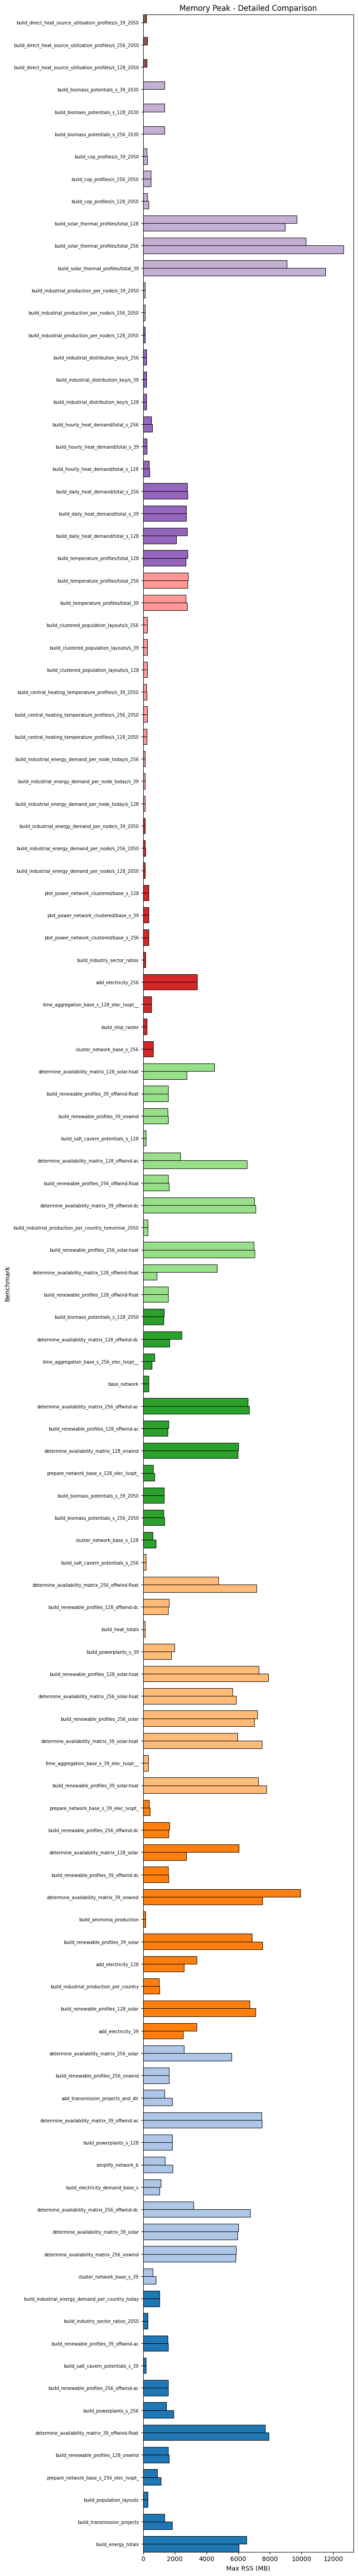 Memory Peak - Detailed Comparison
build_direct_heat_source_utilisation_profiles/s_39_2050
build_direct_heat_source_utilisation_profiles/s_256_2050
build_direct_heat_source_utilisation_profiles/s_128_2050
build_biomass_potentials_s_39_2030
build_biomass_potentials_s_128_2030
build_biomass_potentials_s_256_2030
build_cop_profiles/s_39_2050
build_cop_profiles/s_256_2050
build_cop_profiles/s_128_2050
build_solar_thermal_profiles/total_128
build_solar_thermal_profiles/total_256
build_solar_thermal_profiles/total_39
build_industrial_production_per_node/s_39_2050
build_industrial_production_per_node/s_256_2050
build_industrial_production_per_node/s_128_2050
build_industrial_distribution_key/s_256
build_industrial_distribution_key/s_39
build_industrial_distribution_key/s_128
build_hourly_heat_demand/total_s_256
build_hourly_heat_demand/total_s_39
build_hourly_heat_demand/total_s_128
build_daily_heat_demand/total_s_256
build_daily_heat_demand/total_s_39
build_daily_heat_demand/total_s_128
build_temperature_profiles/total_128
build_temperature_profiles/total_256
build_temperature_profiles/total_39
build_clustered_population_layouts/s_256
build_clustered_population_layouts/s_39
build_clustered_population_layouts/s_128
build_central_heating_temperature_profiles/s_39_2050
build_central_heating_temperature_profiles/s_256_2050
build_central_heating_temperature_profiles/s_128_2050
build_industrial_energy_demand_per_node_today/s_256
build_industrial_energy_demand_per_node_today/s_39
build_industrial_energy_demand_per_node_today/s_128
build_industrial_energy_demand_per_node/s_39_2050
build_industrial_energy_demand_per_node/s_256_2050
build_industrial_energy_demand_per_node/s_128_2050
plot_power_network_clustered/base_s_128
plot_power_network_clustered/base_s_39
plot_power_network_clustered/base_s_256
build_industry_sector_ratios
add_electricity_256
time_aggregation_base_s_128_elec_lvopt__
build_ship_raster
cluster_network_base_s_256
determine_availability_matrix_128_solar-hsat
build_renewable_profiles_39_offwind-float
build_renewable_profiles_39_onwind
build_salt_cavern_potentials_s_128
determine_availability_matrix_128_offwind-ac
build_renewable_profiles_256_offwind-float
determine_availability_matrix_39_offwind-dc
build_industrial_production_per_country_tomorrow_2050
build_renewable_profiles_256_solar-hsat
determine_availability_matrix_128_offwind-float
build_renewable_profiles_128_offwind-float
build_biomass_potentials_s_128_2050
determine_availability_matrix_128_offwind-dc
time_aggregation_base_s_256_elec_lvopt__
base_network
determine_availability_matrix_256_offwind-ac
build_renewable_profiles_128_offwind-ac
determine_availability_matrix_128_onwind
prepare_network_base_s_128_elec_lvopt_
build_biomass_potentials_s_39_2050
build_biomass_potentials_s_256_2050
cluster_network_base_s_128
build_salt_cavern_potentials_s_256
determine_availability_matrix_256_offwind-float
build_renewable_profiles_128_offwind-dc
build_heat_totals
build_powerplants_s_39
build_renewable_profiles_128_solar-hsat
determine_availability_matrix_256_solar-hsat
build_renewable_profiles_256_solar
determine_availability_matrix_39_solar-hsat
time_aggregation_base_s_39_elec_lvopt__
build_renewable_profiles_39_solar-hsat
prepare_network_base_s_39_elec_lvopt_
build_renewable_profiles_256_offwind-dc
determine_availability_matrix_128_solar
build_renewable_profiles_39_offwind-dc
determine_availability_matrix_39_onwind
build_ammonia_production
build_renewable_profiles_39_solar
add_electricity_128
build_industrial_production_per_country
build_renewable_profiles_128_solar
add_electricity_39
determine_availability_matrix_256_solar
build_renewable_profiles_256_onwind
add_transmission_projects_and_dlr
determine_availability_matrix_39_offwind-ac
build_powerplants_s_128
simplify_network_b
build_electricity_demand_base_s
determine_availability_matrix_256_offwind-dc
determine_availability_matrix_39_solar
determine_availability_matrix_256_onwind
cluster_network_base_s_39
build_industrial_energy_demand_per_country_today
build_industry_sector_ratios_2050
build_renewable_profiles_39_offwind-ac
build_salt_cavern_potentials_s_39
build_renewable_profiles_256_offwind-ac
build_powerplants_s_256
determine_availability_matrix_39_offwind-float
build_renewable_profiles_128_onwind
prepare_network_base_s_256_elec_lvopt_
build_population_layouts
build_transmission_projects
build_energy_totals
Benchmark
0 2000 4000 6000 8000 10000 12000
Max RSS (MB)